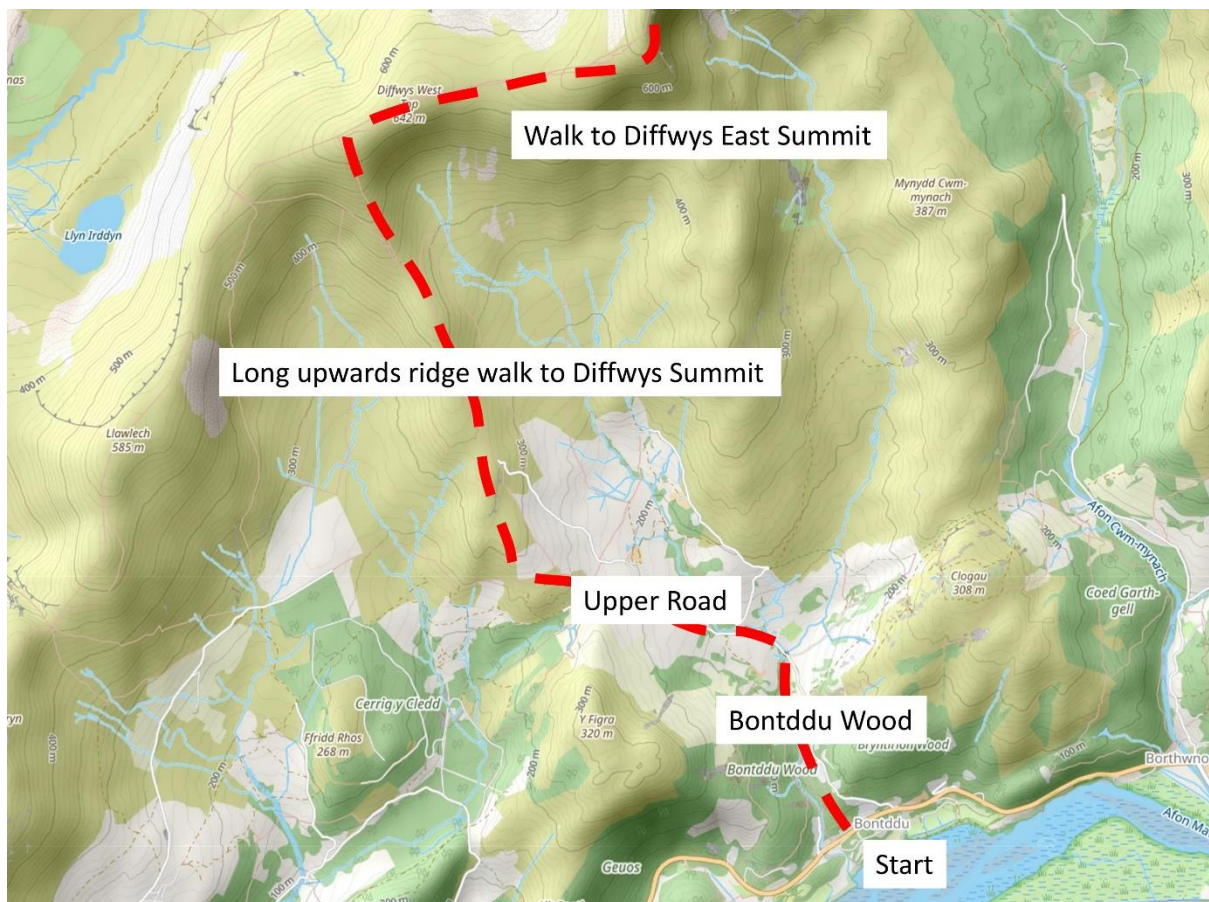 600 m
Diffwys West
Top
642 m
600 m
Walk to Diffwys East Summit
200 m
300 m
Mynydd Cwm-
mynach
387 m
400 m
Llyn Irddyn
400 m
500 m
500 m
400 m
300 m
300 m
Long upwards ridge walk to Diffwys Summit
Llawlech
585 m
300 m
300 m
200 m
Afon Cwm-mynach
200 m
Clogau
308 m
Coed Garth-
gell
200 m
Upper Road
Cerrig y Cledd
Ffridd Rhos
268 m
300 m
Y Figra
320 m
Bontddu Wood
400 m
200 m
200 m
Bontddu Wood
100 m
Bontddu
Afon Ma
Start
Geuos
100 m
200 m